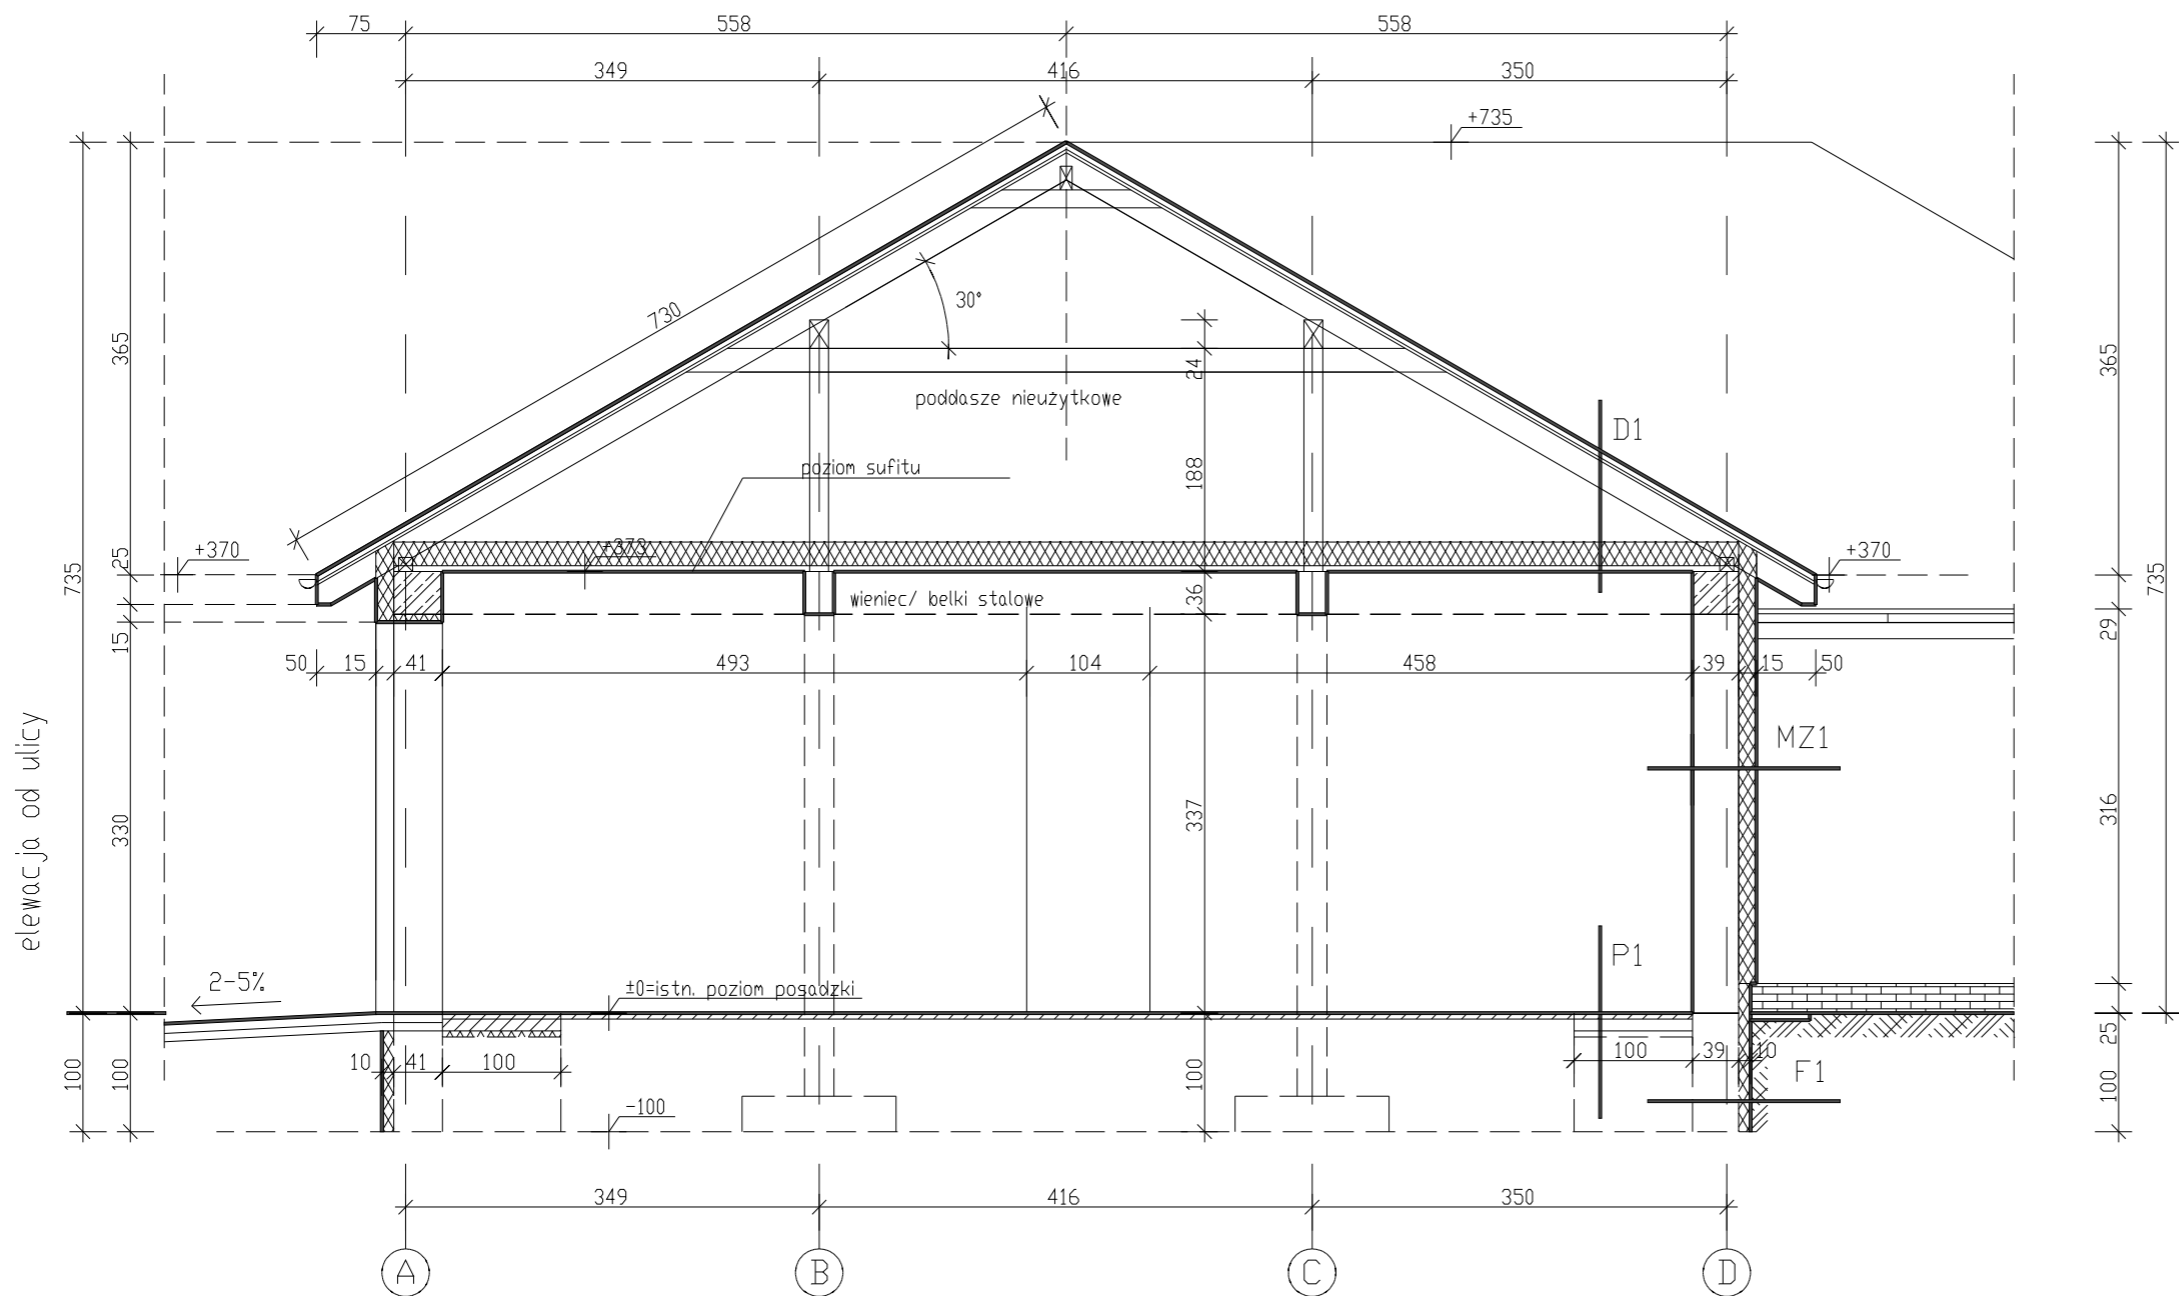 75 558 558
349 416 350
+735
730
30°
365
365
24
poddasze nieużytkowe
D1
poziom sufitu
188
+370
+373
+370
25
735
735
36
wieniec/ belki stalowe
15
29
50 15 41 493 104 458 39 15 50
elewacja od ulicy
MZ1
330
337
316
P1
2-5%
±0=istn. poziom posadzki
25
10 41 100
100 39 10
F1
100
100
100
100
-100
349 416 350
A B C D